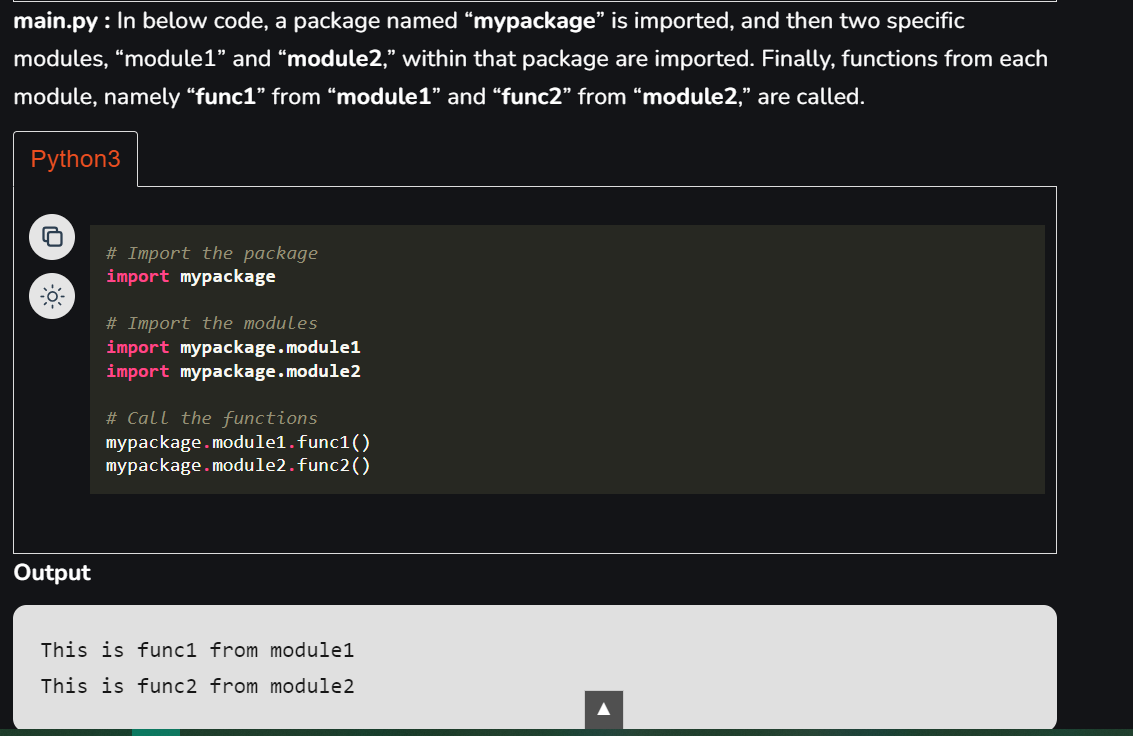 main.py : In below code, a package named “mypackage” is imported, and then two specific
modules, “module1” and “module2,” within that package are imported. Finally, functions from each
module, namely “func1” from “module1” and “func2” from “module2,” are called.
Python3
# Import the package
import mypackage
# Import the modules
import mypackage.module1
import mypackage.module2
# Call the functions
mypackage.module1.func1()
mypackage.module2.func2()
Output
This is func1 from module1
This is func2 from module2